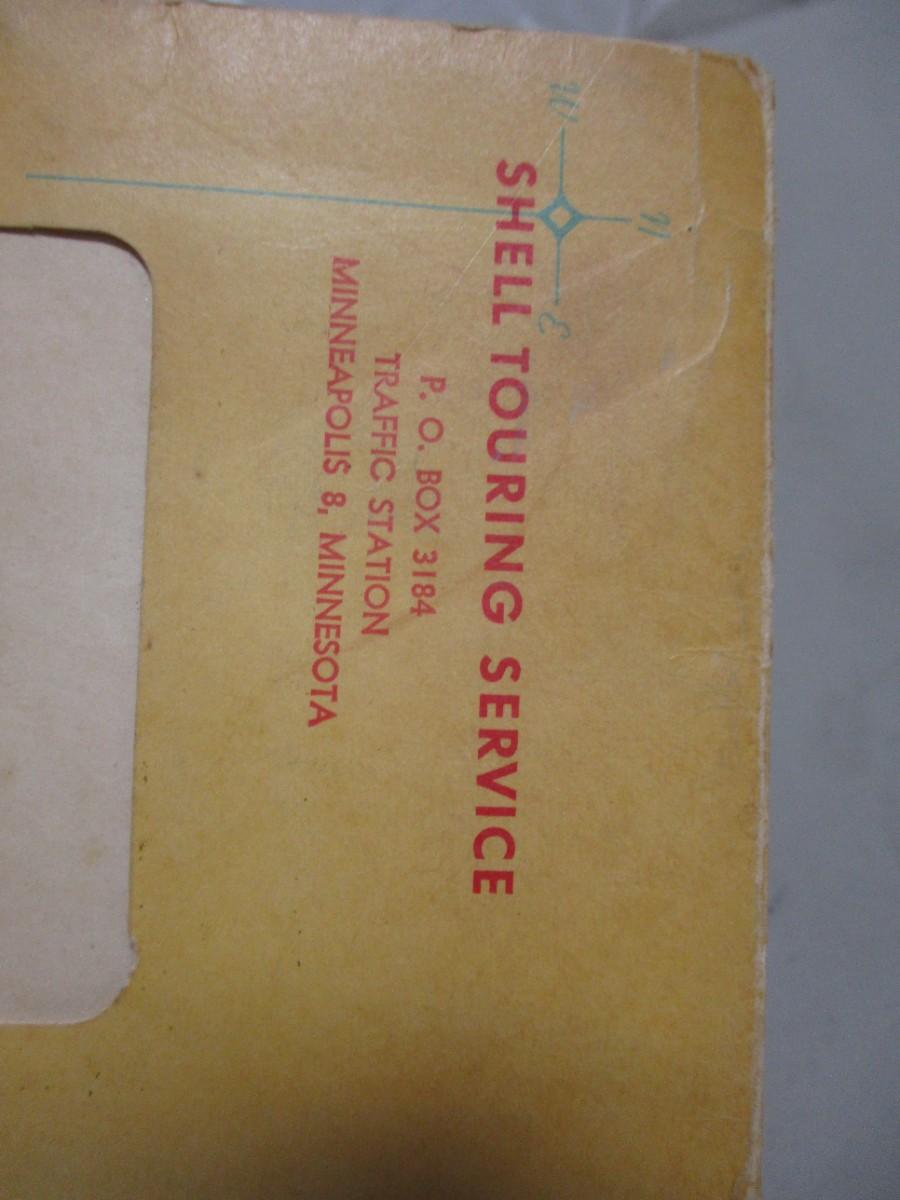 N
W
E
SHELL TOURING SERVICE
P. O. BOX 3184
TRAFFIC STATION
MINNEAPOLIS 8, MINNESOTA